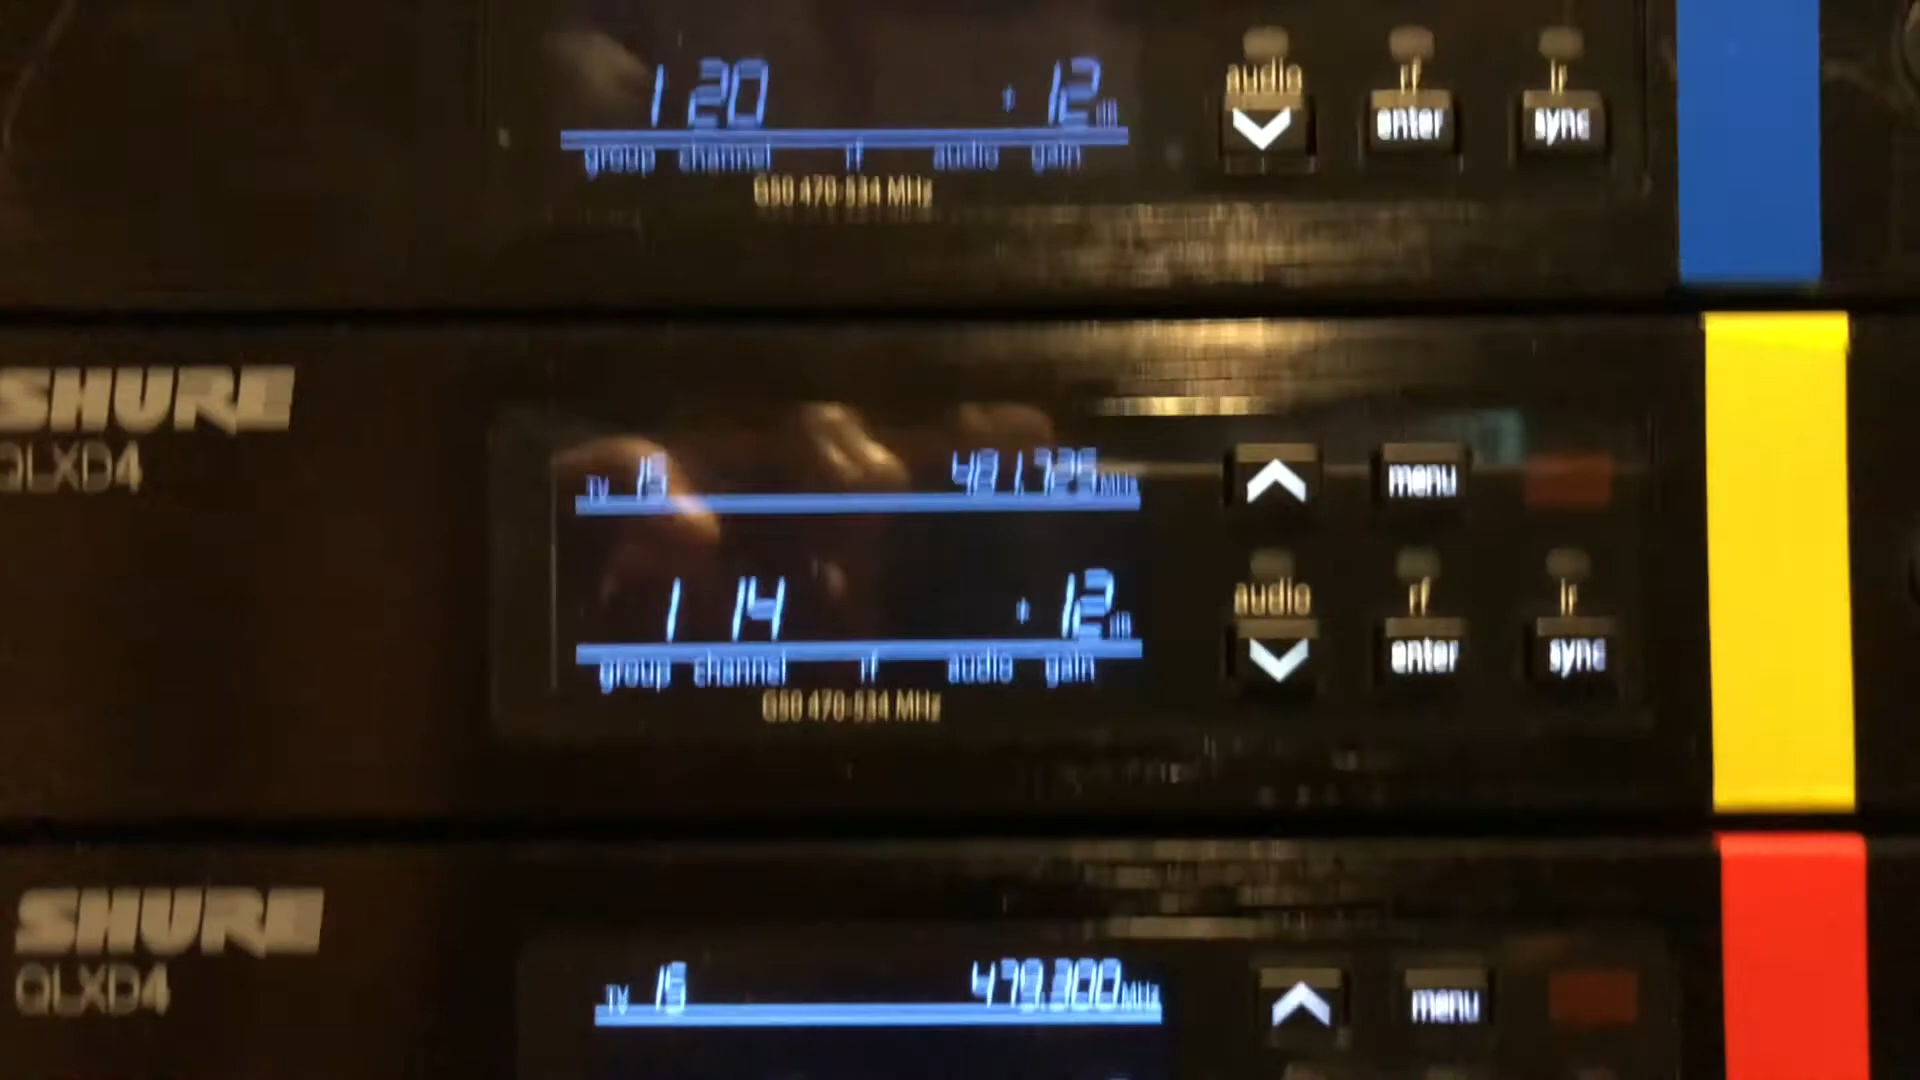 1 20 12
group channel rf audio gain
G50 470-534 MHz
audio rf ir
enter sync
SHURE
QLXD4
TV 15 481.725 MHz
menu
1 14 12
group channel rf audio gain
G50 470-534 MHz
audio rf ir
enter sync
SHURE
QLXD4
TV 15 479.300 MHz
menu